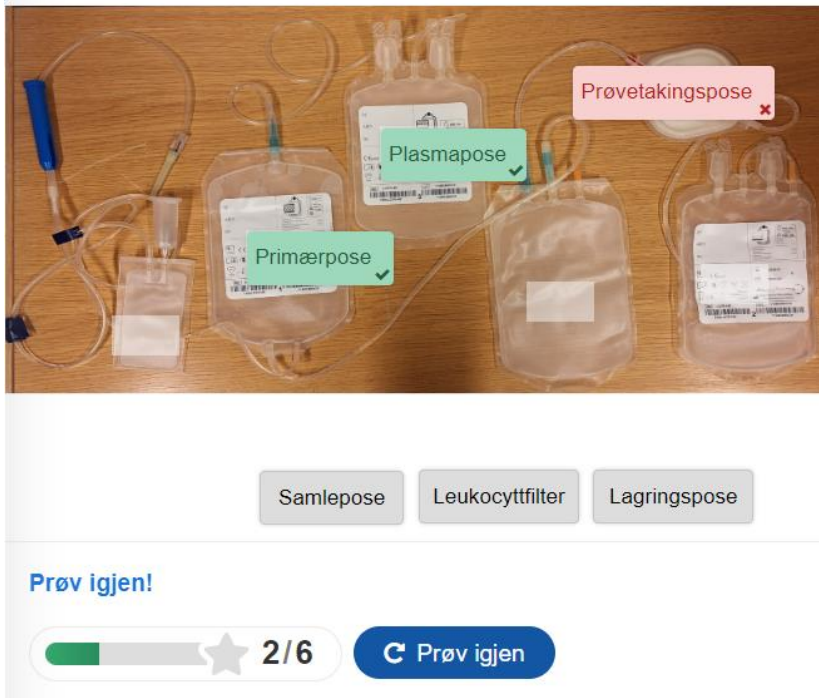 Prøvetakingspose
Plasmapose
Primærpose
Samlepose
Leukocyttfilter
Lagringspose
Prøv igjen!
2/6
Prøv igjen